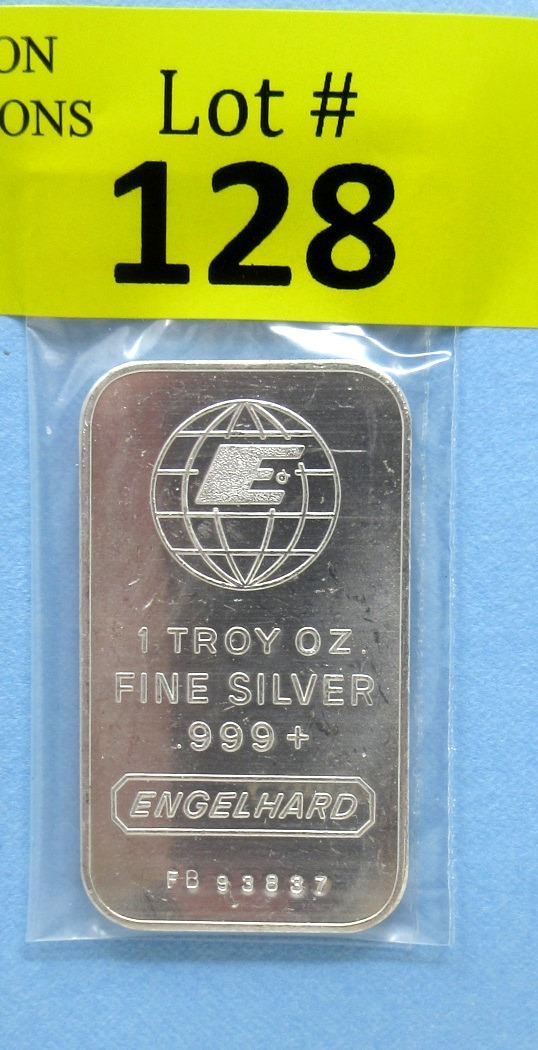 ON
ONS
Lot #
128
E
1 TROY OZ.
FINE SILVER
.999+
ENGELHARD
FB 93837